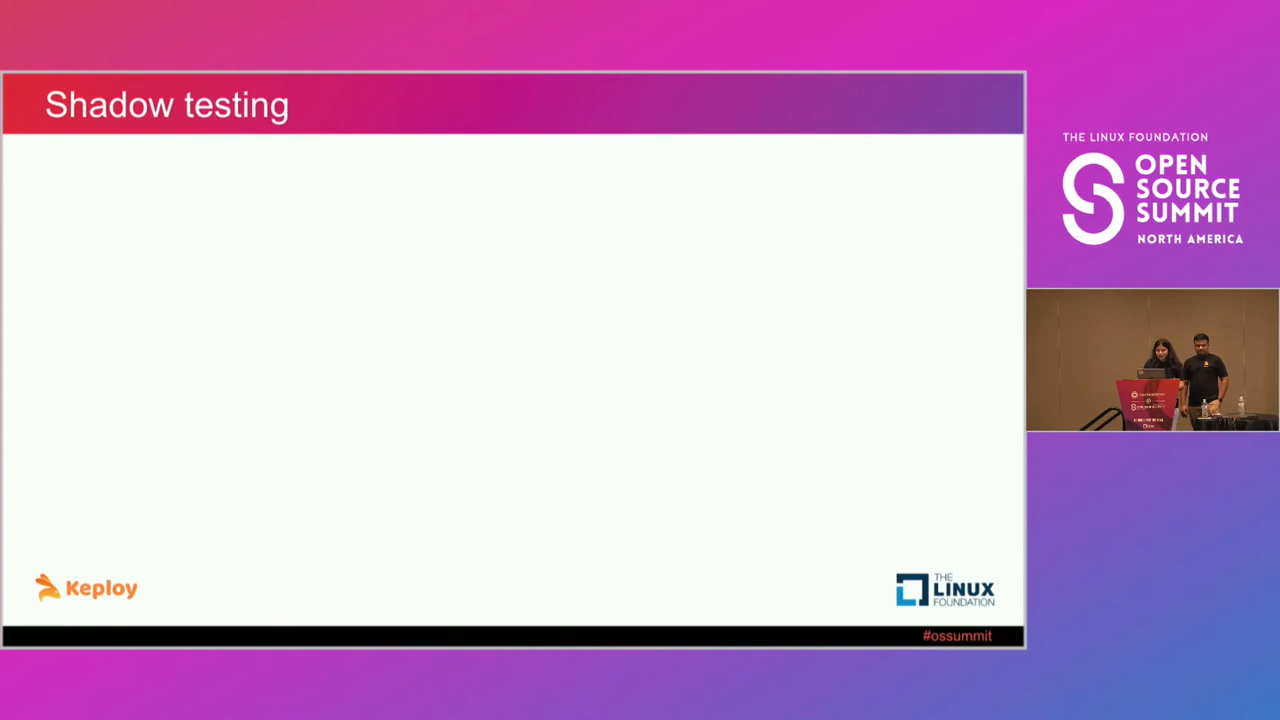 Shadow testing
Keploy
THE
LINUX
FOUNDATION
#ossummit
THE LINUX FOUNDATION
OPEN
SOURCE
SUMMIT
NORTH AMERICA